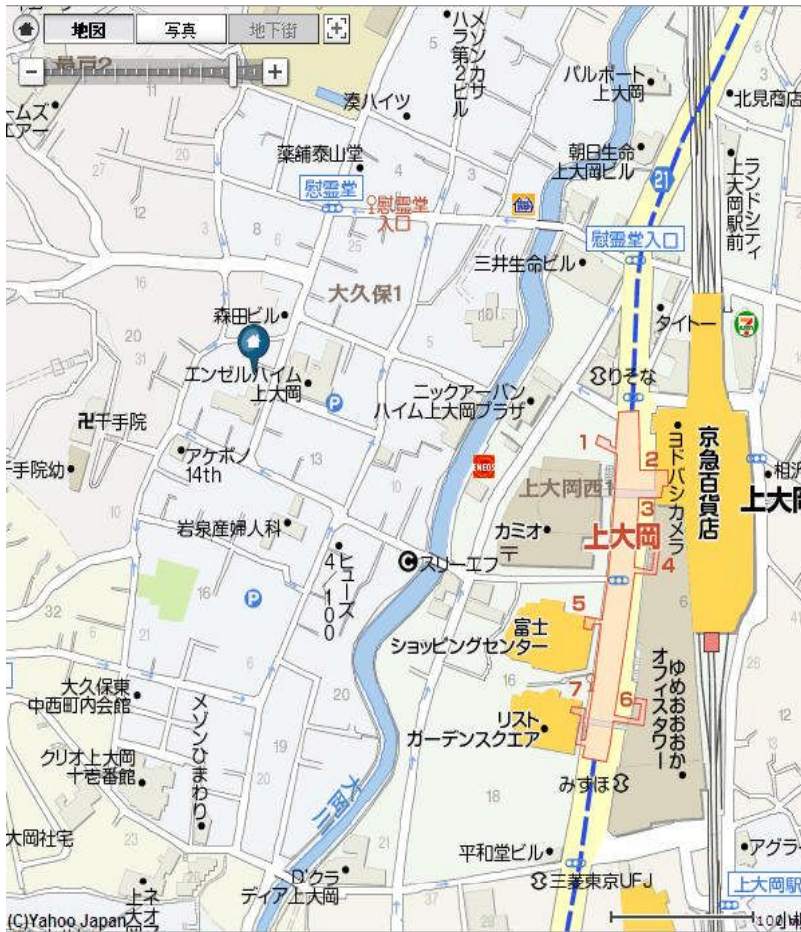 地図
写真
地下街
メゾンカサハラ第2ビル
パルポート
上大岡
北見商店
湊ハイツ
朝日生命
上大岡ビル
薬舗泰山堂
ランドシティ
上大岡駅前
21
慰霊堂
慰霊堂
入口
慰霊堂入口
三井生命ビル
大久保1
森田ビル
タイトー
エンゼルハイム
上大岡
りそな
ニックアーバン
ハイム上大岡プラザ
卍千手院
アケボノ
14th
ENEOS
上大岡西1
1
2
3
4
5
6
7
ヨドバシカメラ
京急百貨店
上大岡
カミオ
岩泉産婦人科
ヒューズ
4/100
スリーエフ
富士
ショッピングセンター
ゆめおおおか
オフィスタワー
大久保東
中西町内会館
メゾンひまわり
リスト
ガーデンスクエア
クリオ上大岡
十壱番館
大岡川
みずほ
大岡社宅
平和堂ビル
アグラ
D'クラ
ディア上大岡
三菱東京UFJ
上大岡駅
(C)Yahoo Japan